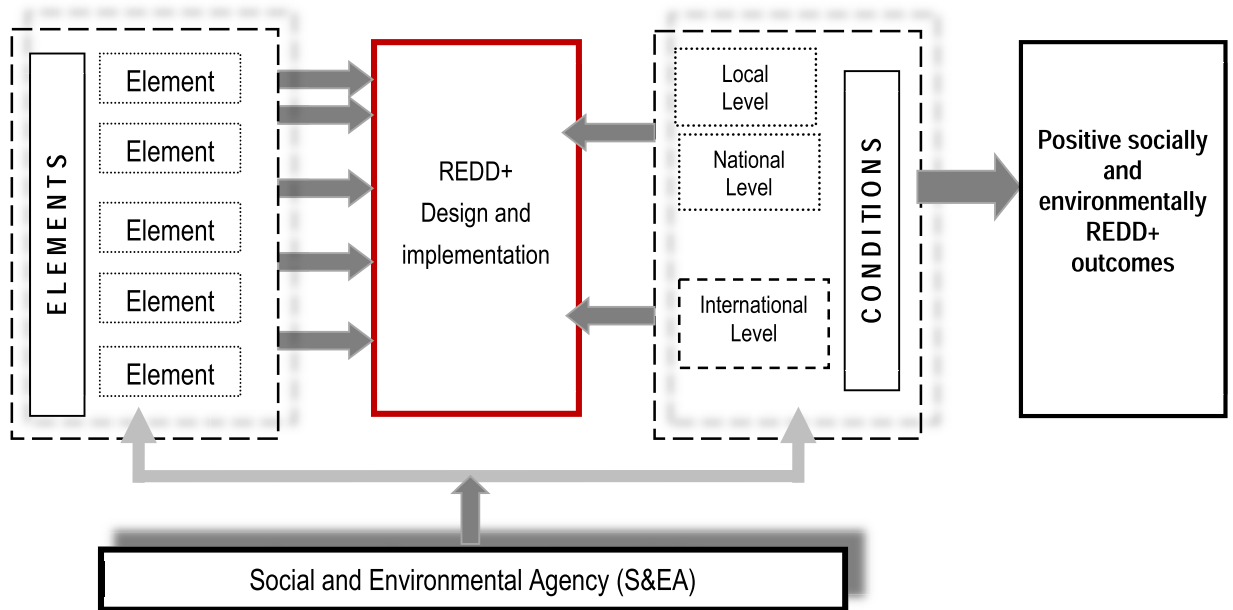 ELEMENTS
Element
Element
Element
Element
Element
REDD+
Design and
implementation
Local
Level
National
Level
International
Level
CONDITIONS
Positive socially
and
environmentally
REDD+
outcomes
Social and Environmental Agency (S&EA)